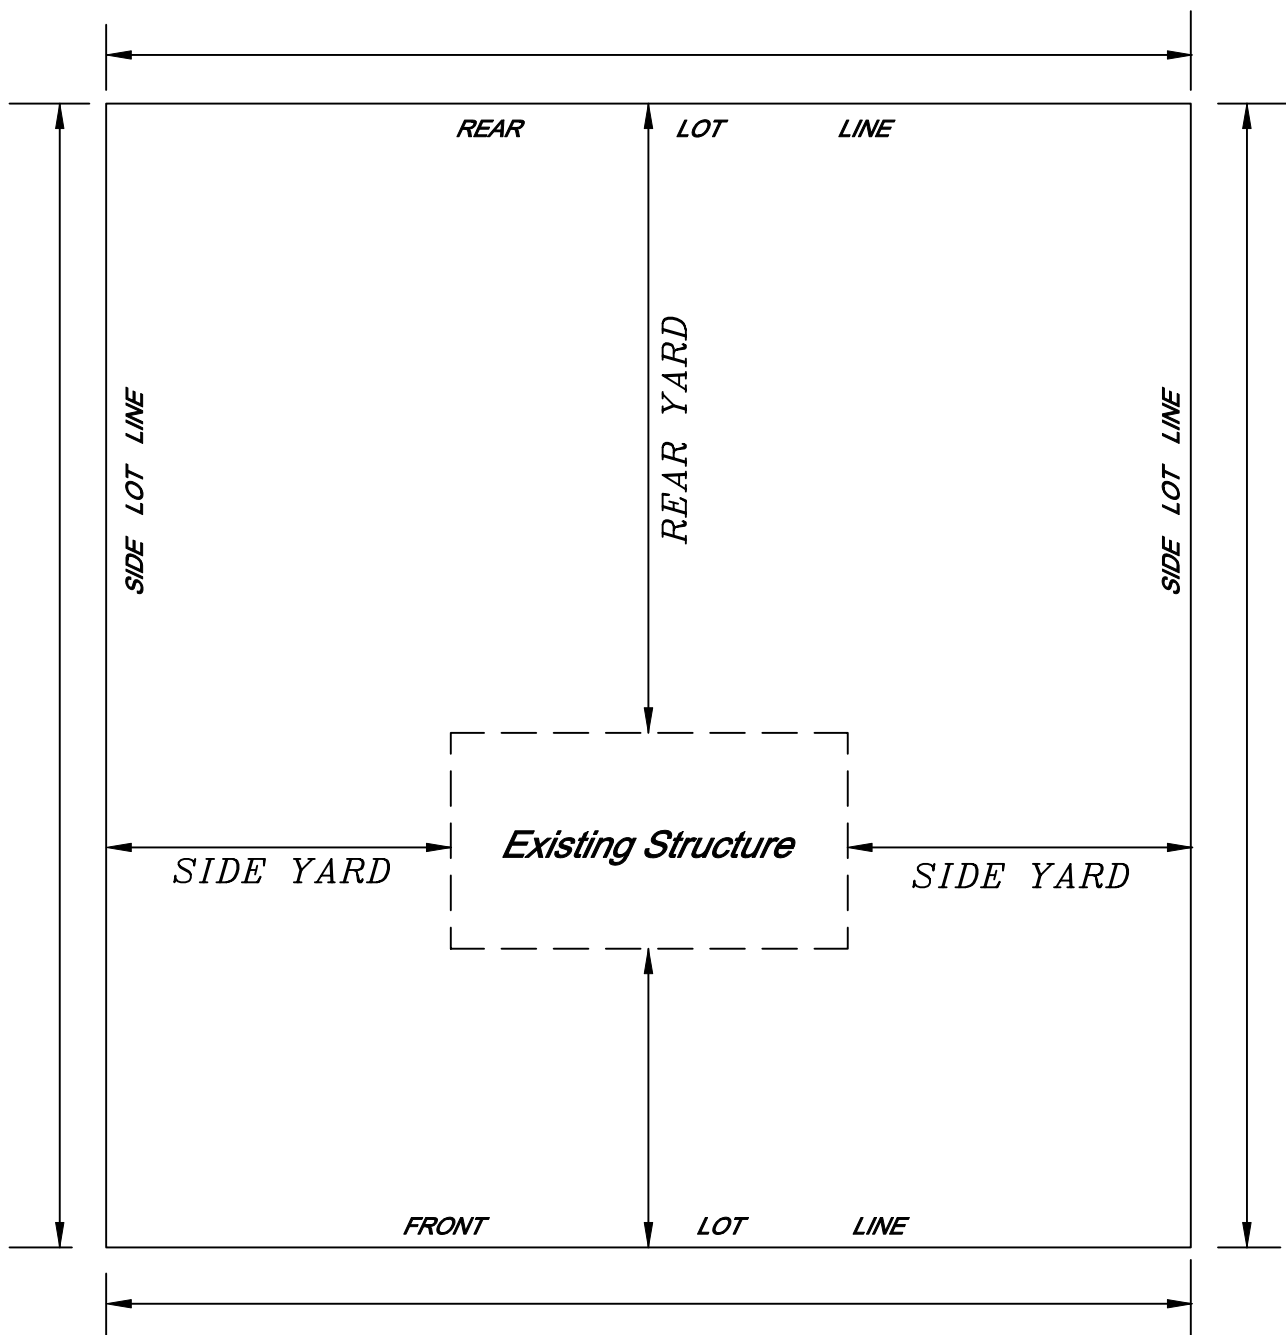 REAR LOT LINE
REAR YARD
SIDE LOT LINE
SIDE LOT LINE
Existing Structure
SIDE YARD
SIDE YARD
FRONT LOT LINE